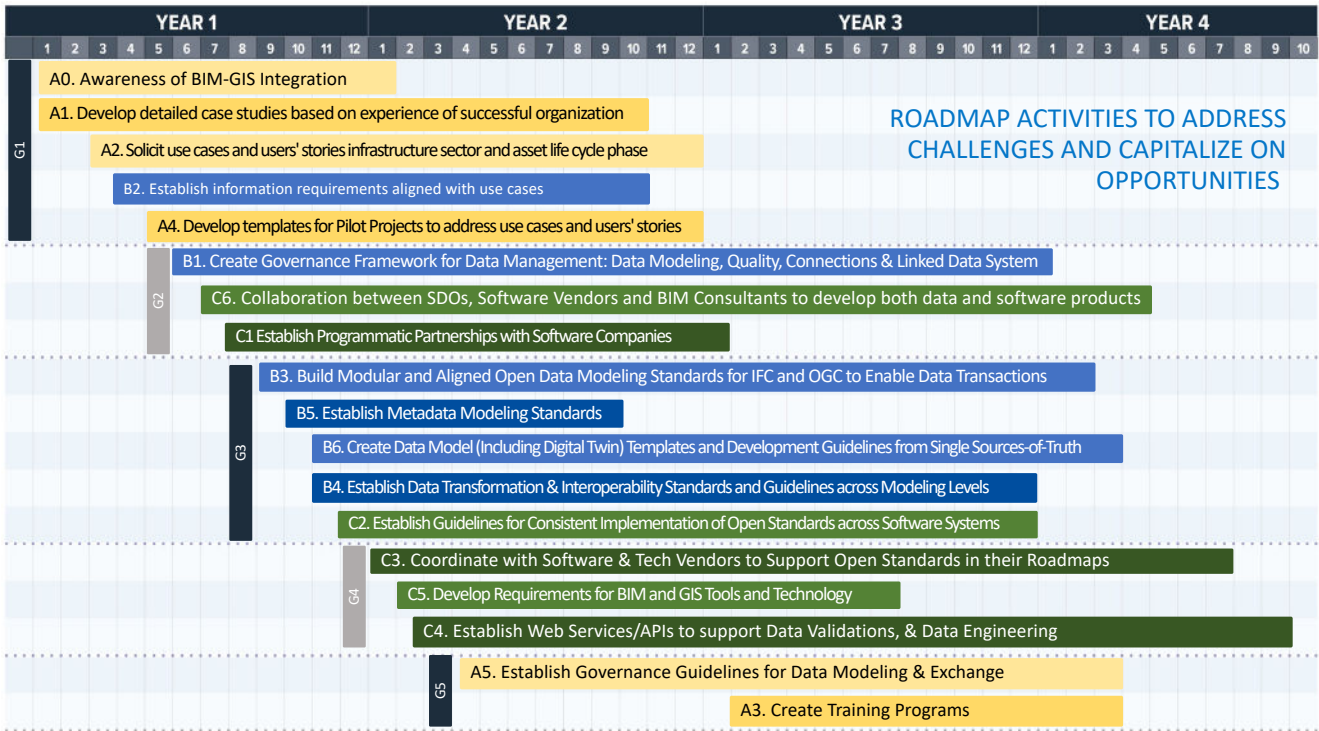 YEAR 1 YEAR 2 YEAR 3 YEAR 4
1 2 3 4 5 6 7 8 9 10 11 12 1 2 3 4 5 6 7 8 9 10 11 12 1 2 3 4 5 6 7 8 9 10 11 12 1 2 3 4 5 6 7 8 9 10
ROADMAP ACTIVITIES TO ADDRESS
CHALLENGES AND CAPITALIZE ON
OPPORTUNITIES
G1
A0. Awareness of BIM-GIS Integration
A1. Develop detailed case studies based on experience of successful organization
A2. Solicit use cases and users' stories infrastructure sector and asset life cycle phase
B2. Establish information requirements aligned with use cases
A4. Develop templates for Pilot Projects to address use cases and users' stories
G2
B1. Create Governance Framework for Data Management: Data Modeling, Quality, Connections & Linked Data System
C6. Collaboration between SDOs, Software Vendors and BIM Consultants to develop both data and software products
C1 Establish Programmatic Partnerships with Software Companies
G3
B3. Build Modular and Aligned Open Data Modeling Standards for IFC and OGC to Enable Data Transactions
B5. Establish Metadata Modeling Standards
B6. Create Data Model (Including Digital Twin) Templates and Development Guidelines from Single Sources-of-Truth
B4. Establish Data Transformation & Interoperability Standards and Guidelines across Modeling Levels
C2. Establish Guidelines for Consistent Implementation of Open Standards across Software Systems
G4
C3. Coordinate with Software & Tech Vendors to Support Open Standards in their Roadmaps
C5. Develop Requirements for BIM and GIS Tools and Technology
C4. Establish Web Services/APIs to support Data Validations, & Data Engineering
G5
A5. Establish Governance Guidelines for Data Modeling & Exchange
A3. Create Training Programs